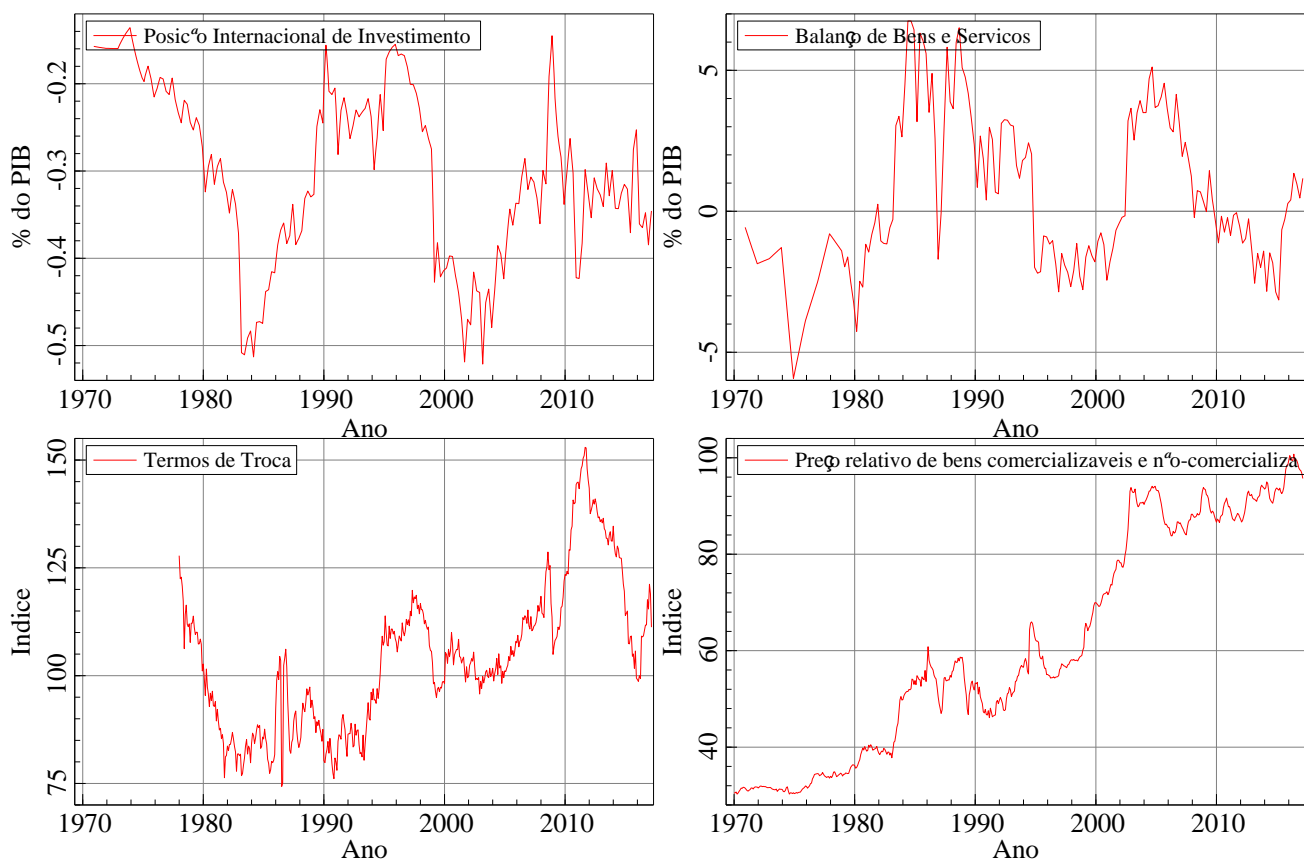 Posicªo Internacional de Investimento
% do PIB
-0.2
-0.3
-0.4
-0.5
1970 1980 1990 2000 2010
Ano
Balanço de Bens e Servicos
% do PIB
5
0
-5
1970 1980 1990 2000 2010
Ano
Termos de Troca
Indice
150
125
100
75
1970 1980 1990 2000 2010
Ano
Preço relativo de bens comercializaveis e nªo-comercializa
Indice
100
80
60
40
1970 1980 1990 2000 2010
Ano